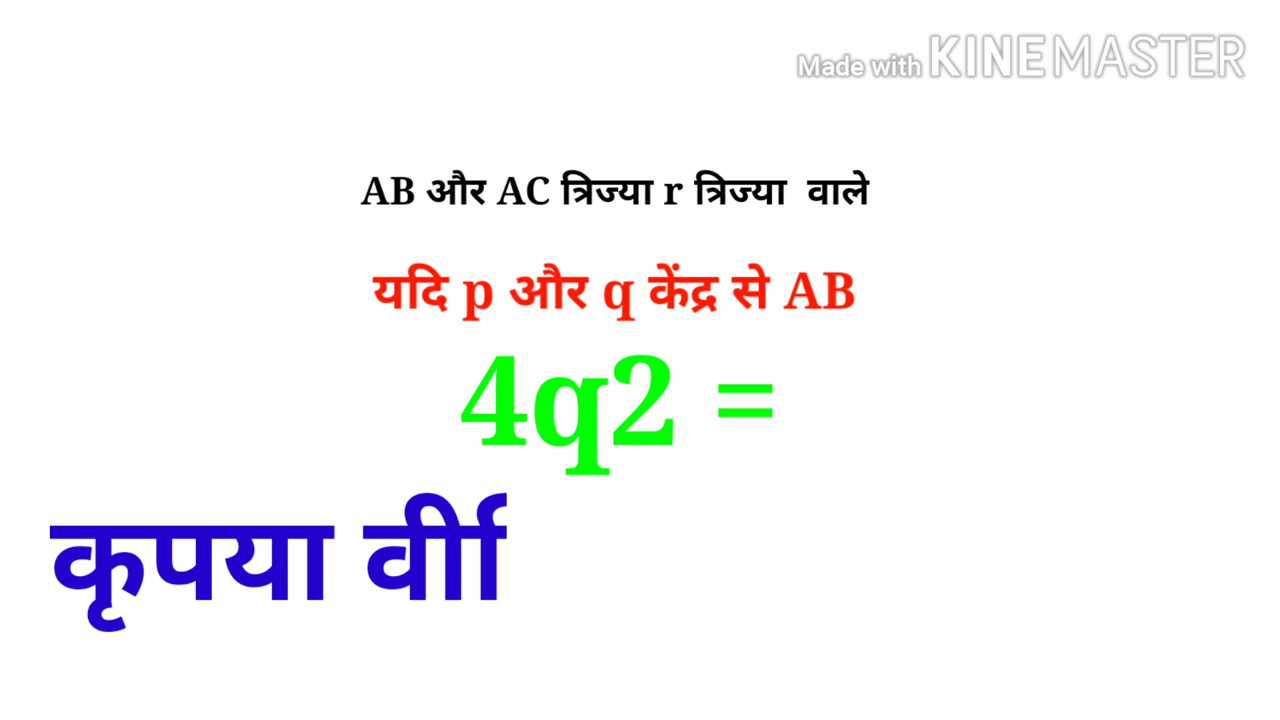 Made with KINEMASTER
AB और AC त्रिज्या r त्रिज्या वाले
यदि p और q केंद्र से AB
4q2 =
कृपया वीर्ा